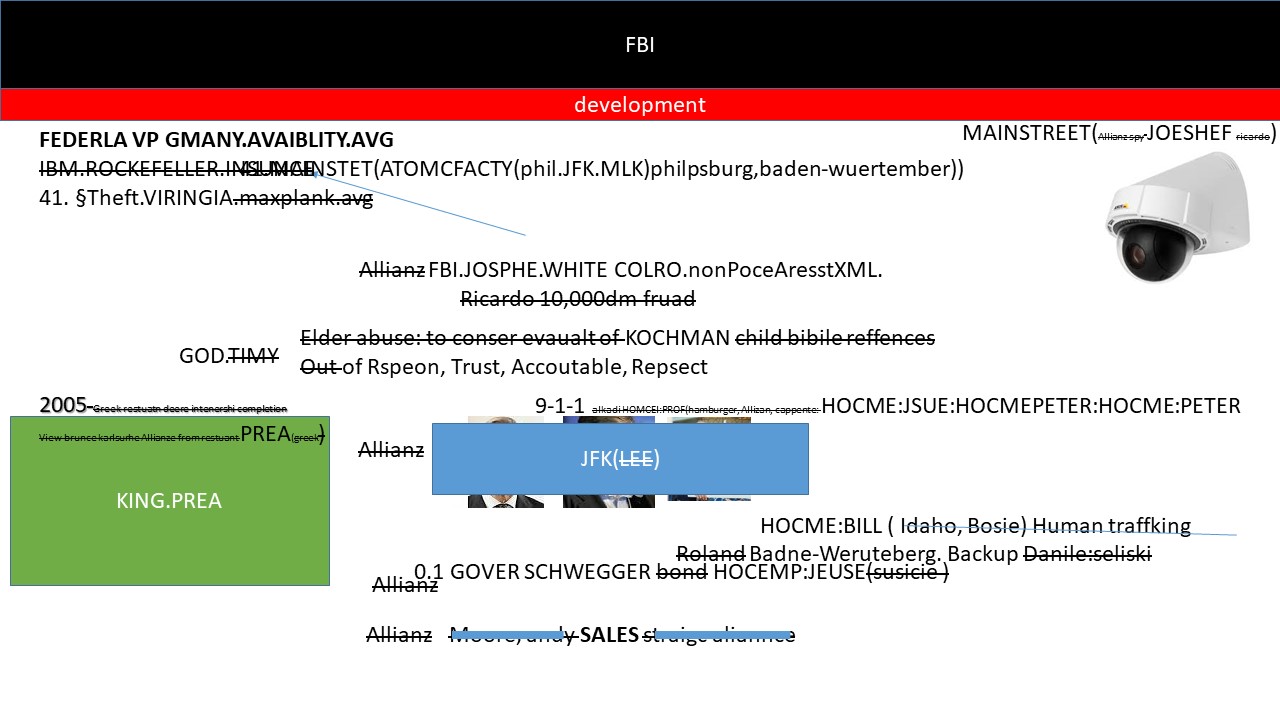 FBI
development
FEDERLA VP GMANY.AVAIBLITY.AVG
MAINSTREET(Allianz spy JOESHEF ricardo)
IBM.ROCKEFELLER.INSUNCE
41.MAINSTET(ATOMCFACTY(phil.JFK.MLK)philpsburg,baden-wuertember))
41. §Theft.VIRINGIA.maxplank.avg
Allianz FBI.JOSPHE.WHITE COLRO.nonPoceAresstXML.
Ricardo 10,000dm fruad
Elder abuse: to conser evaualt of KOCHMAN child bibile reffences
GOD.TIMY
Out of Rspeon, Trust, Accoutable, Repsect
2005-Greek restuatn deere intenershi completion
9-1-1 alkadi HOMCEI:PROF(hamburger, Allizan, cappente: HOCME:JSUE:HOCMEPETER:HOCME:PETER
View brunce karlsurhe Allianze from restuant PREA(greek)
Allianz
JFK(LEE)
KING.PREA
HOCME:BILL ( Idaho, Bosie) Human traffking
Roland Badne-Weruteberg. Backup Danile:seliski
0.1 GOVER SCHWEGGER bond HOCEMP:JEUSE(susicie )
Allianz
Allianz Moore, andy SALES straige aliannce